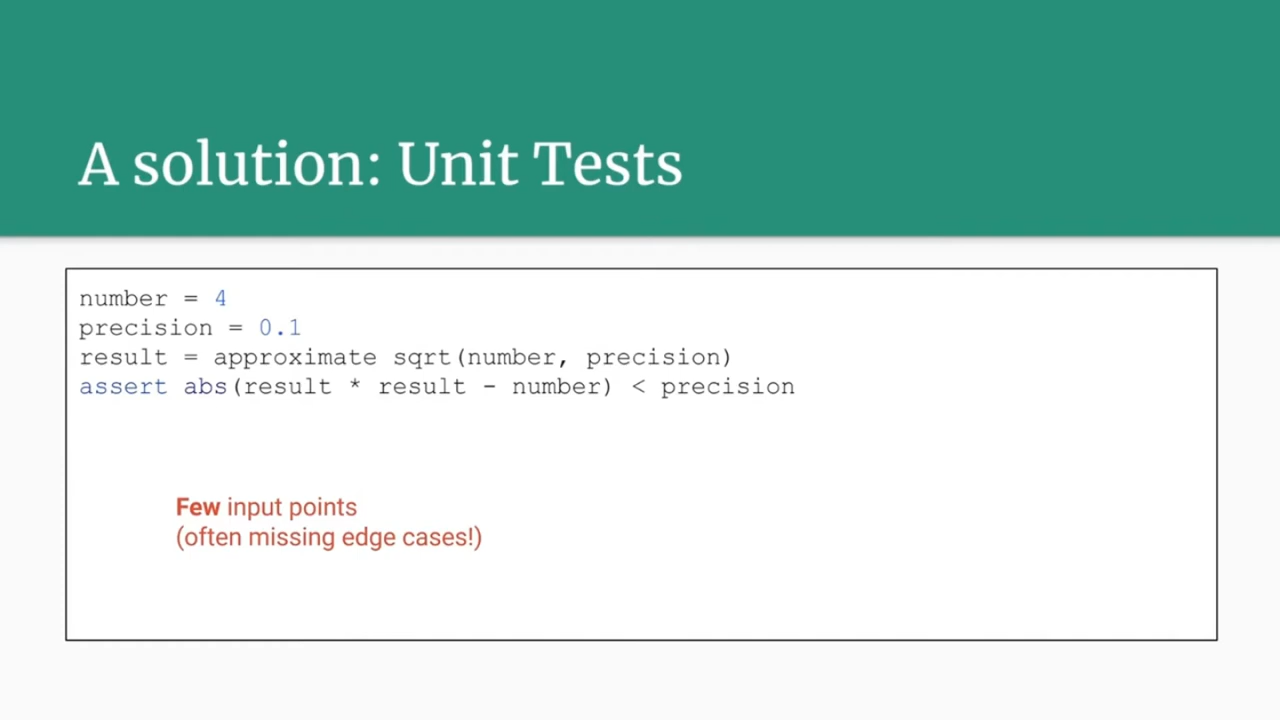 A solution: Unit Tests
number = 4
precision = 0.1
result = approximate sqrt(number, precision)
assert abs(result * result - number) < precision
Few input points
(often missing edge cases!)